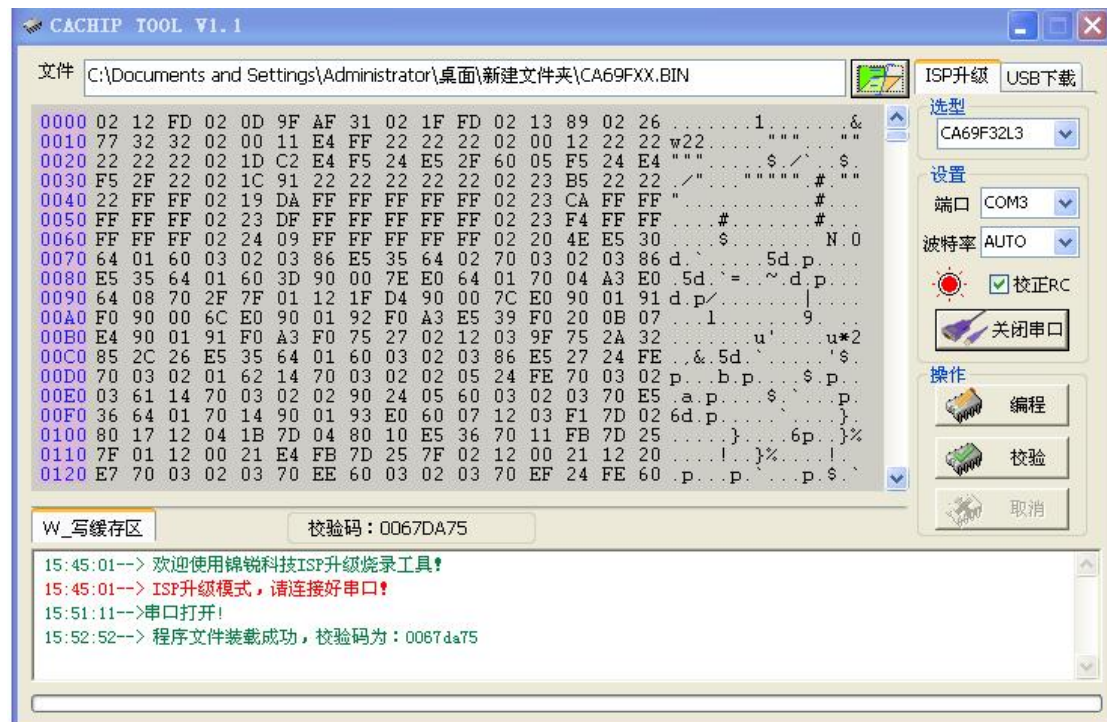 CACHIP TOOL V1.1
文件 C:\Documents and Settings\Administrator\桌面\新建文件夹\CA69FXX.BIN
ISP升级 USB下载
0000 02 12 FD 02 0D 9F AF 31 02 1F FD 02 13 89 02 26 .......1.......&
0010 77 32 32 02 00 11 E4 FF 22 22 22 02 00 12 22 22 w22....."""...""
0020 22 22 22 02 1D C2 E4 F5 24 E5 2F 60 05 F5 24 E4 """.....$./`..$.
0030 F5 2F 22 02 1C 91 22 22 22 22 22 02 23 B5 22 22 ./"...""""".#.""
0040 22 FF FF 02 19 DA FF FF FF FF FF 02 23 CA FF FF "...........#...
0050 FF FF FF 02 23 DF FF FF FF FF FF 02 23 F4 FF FF ....#.......#...
0060 FF FF FF 02 24 09 FF FF FF FF FF 02 20 4E E5 30 ....$....... N.0
0070 64 01 60 03 02 03 86 E5 35 64 02 70 03 02 03 86 d.`.....5d.p....
0080 E5 35 64 01 60 3D 90 00 7E E0 64 01 70 04 A3 E0 .5d.`=..~.d.p...
0090 64 08 70 2F 7F 01 12 1F D4 90 00 7C E0 90 01 91 d.p/.......|....
00A0 F0 90 00 6C E0 90 01 92 F0 A3 E5 39 F0 20 0B 07 ...l.......9. ..
00B0 E4 90 01 91 F0 A3 F0 75 27 02 12 03 9F 75 2A 32 .......u'....u*2
00C0 85 2C 26 E5 35 64 01 60 03 02 03 86 E5 27 24 FE .,&.5d.`.....'$.
00D0 70 03 02 01 62 14 70 03 02 02 05 24 FE 70 03 02 p...b.p....$.p..
00E0 03 61 14 70 03 02 02 90 24 05 60 03 02 03 70 E5 .a.p....$.`...p.
00F0 36 64 01 70 14 90 01 93 E0 60 07 12 03 F1 7D 02 6d.p.....`....}.
0100 80 17 12 04 1B 7D 04 80 10 E5 36 70 11 FB 7D 25 .....}....6p..}%
0110 7F 01 12 00 21 E4 FB 7D 25 7F 02 12 00 21 12 20 ....!..}%....!. 
0120 E7 70 03 02 03 70 EE 60 03 02 03 70 EF 24 FE 60 .p...p.`...p.$.`
选型
CA69F32L3
设置
端口 COM3
波特率 AUTO
校正RC
关闭串口
操作
编程
校验
取消
W_写缓存区 校验码：0067DA75
15:45:01--> 欢迎使用锦锐科技ISP升级烧录工具!
15:45:01--> ISP升级模式，请连接好串口!
15:51:11-->串口打开!
15:52:52--> 程序文件装载成功，校验码为：0067da75